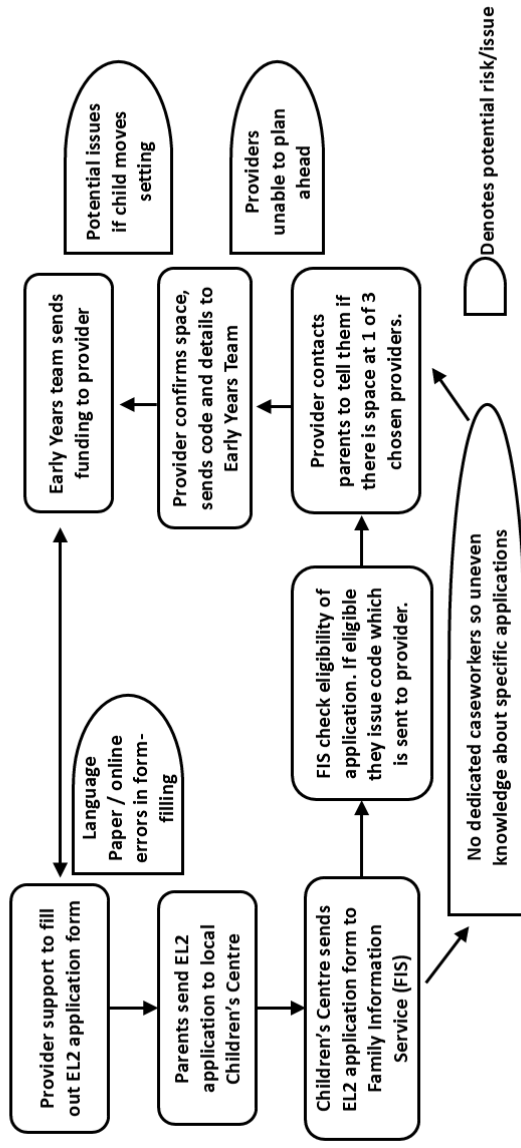 Provider support to fill
out EL2 application form
Language
Paper / online
errors in form-
filling
Parents send EL2
application to local
Children's Centre
Children's Centre sends
EL2 application form to
Family Information
Service (FIS)
FIS check eligibility of
application. If eligible
they issue code which
is sent to provider.
No dedicated caseworkers so uneven
knowledge about specific applications
Provider contacts
parents to tell them if
there is space at 1 of 3
chosen providers.
Provider confirms space,
sends code and details to
Early Years Team
Early Years team sends
funding to provider
Potential issues
if child moves
setting
Providers
unable to plan
ahead
Denotes potential risk/issue